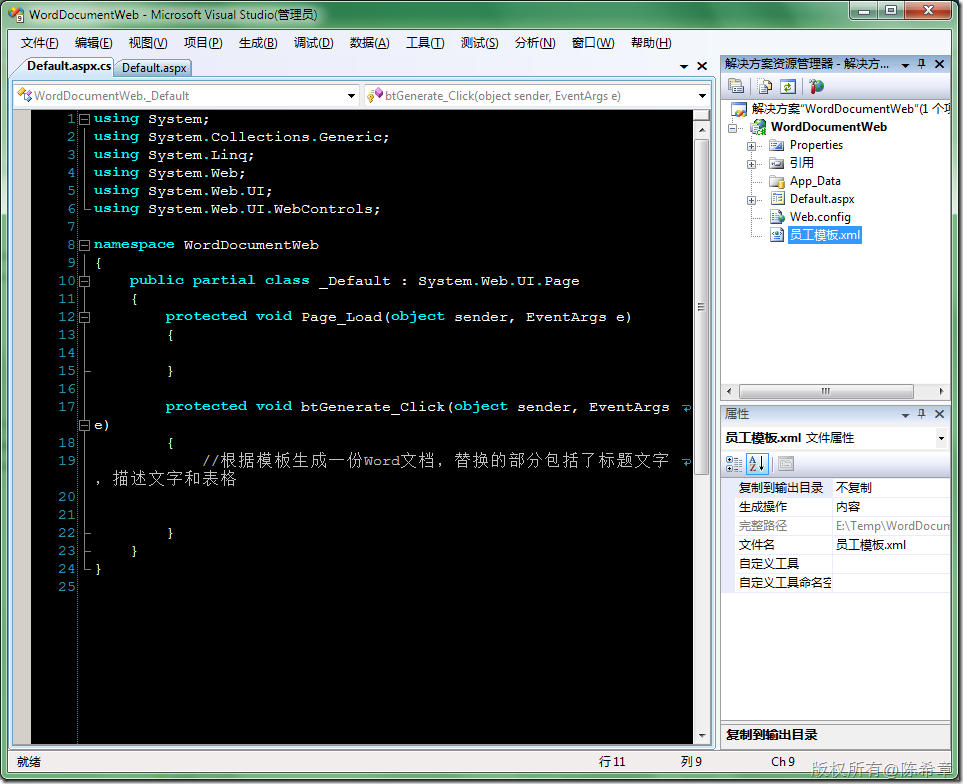 WordDocumentWeb - Microsoft Visual Studio(管理员)
文件(F) 编辑(E) 视图(V) 项目(P) 生成(B) 调试(D) 数据(A) 工具(T) 测试(S) 分析(N) 窗口(W) 帮助(H)
Default.aspx.cs Default.aspx
WordDocumentWeb._Default btGenerate_Click(object sender, EventArgs e)
1 using System;
2 using System.Collections.Generic;
3 using System.Linq;
4 using System.Web;
5 using System.Web.UI;
6 using System.Web.UI.WebControls;
7
8 namespace WordDocumentWeb
9 {
10 public partial class _Default : System.Web.UI.Page
11 {
12 protected void Page_Load(object sender, EventArgs e)
13 {
14
15 }
16
17 protected void btGenerate_Click(object sender, EventArgs
e)
18 {
19 //根据模板生成一份Word文档，替换的部分包括了标题文字
，描述文字和表格
20
21
22 }
23 }
24 }
25
解决方案资源管理器 - 解决方...
解决方案"WordDocumentWeb"(1 个项
WordDocumentWeb
Properties
引用
App_Data
Default.aspx
Web.config
员工模板.xml
属性
员工模板.xml 文件属性
复制到输出目录 不复制
生成操作 内容
完整路径 E:\Temp\WordDocum
文件名 员工模板.xml
自定义工具
自定义工具命名空
复制到输出目录
就绪 行 11 列 9 Ch 9
版权所有@陈希章